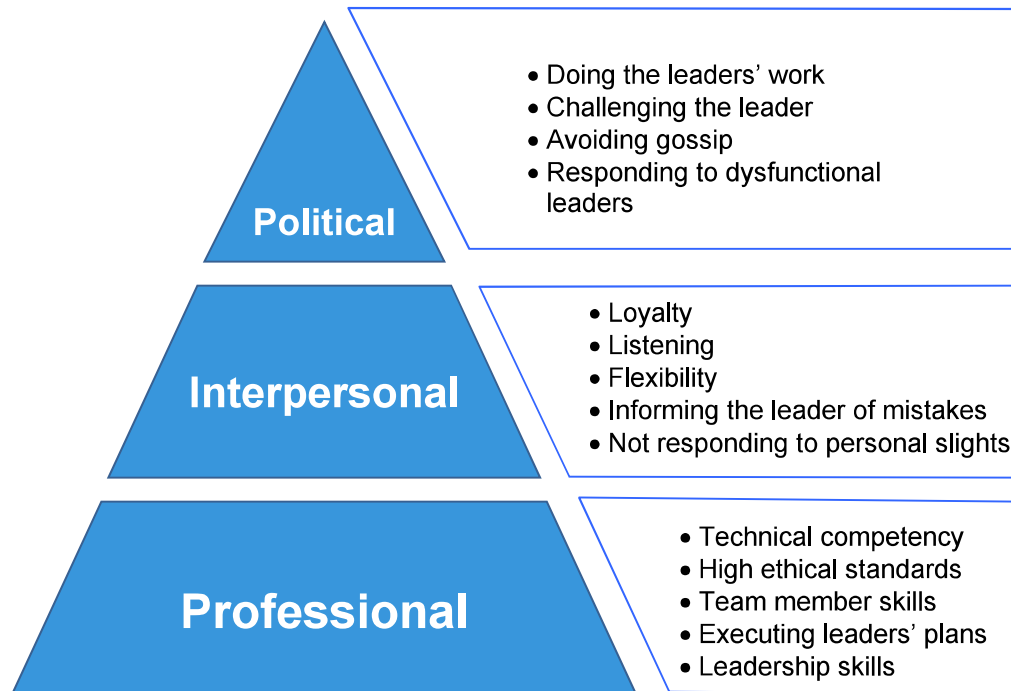 • Doing the leaders’ work
• Challenging the leader
• Avoiding gossip
• Responding to dysfunctional
leaders
Political
• Loyalty
• Listening
• Flexibility
• Informing the leader of mistakes
• Not responding to personal slights
Interpersonal
• Technical competency
• High ethical standards
• Team member skills
• Executing leaders’ plans
• Leadership skills
Professional